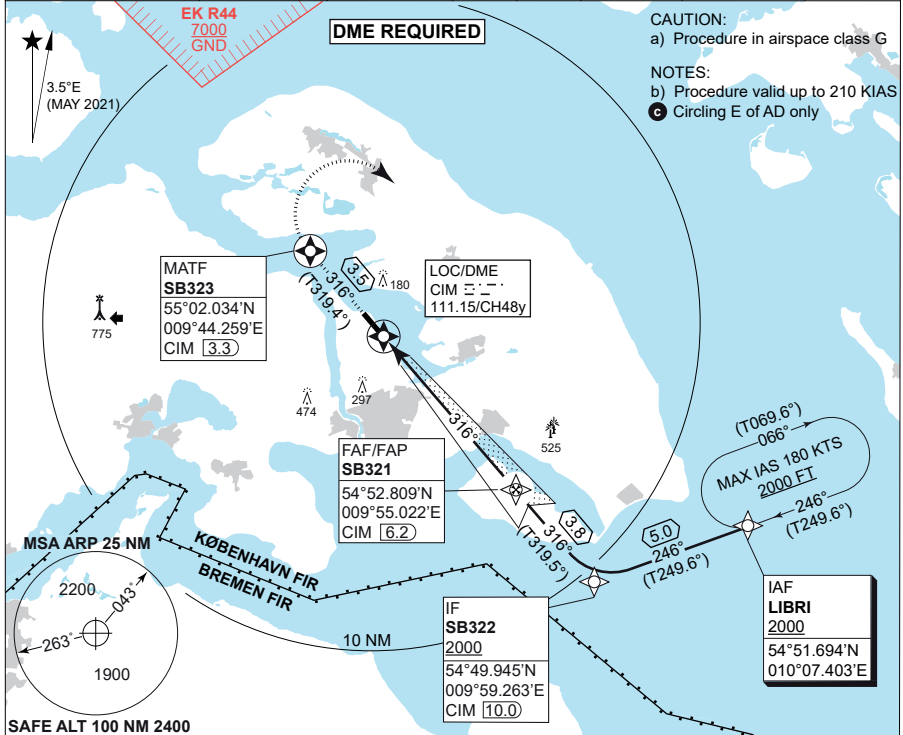 EK R44
7000
GND
DME REQUIRED
CAUTION:
a) Procedure in airspace class G
NOTES:
b) Procedure valid up to 210 KIAS
c Circling E of AD only
3.5°E
(MAY 2021)
MATF
SB323
55°02.034'N
009°44.259'E
CIM 3.3
316°
(T319.4°)
3.5
180
LOC/DME
CIM
111.15/CH48y
775
474
297
316°
525
FAF/FAP
SB321
54°52.809'N
009°55.022'E
CIM 6.2
(T069.6°)
066°
MAX IAS 180 KTS
2000 FT
246°
(T249.6°)
3.8
316°
(T319.5°)
5.0
246°
(T249.6°)
KØBENHAVN FIR
BREMEN FIR
MSA ARP 25 NM
2200
043°
263°
1900
SAFE ALT 100 NM 2400
10 NM
IF
SB322
2000
54°49.945'N
009°59.263'E
CIM 10.0
IAF
LIBRI
2000
54°51.694'N
010°07.403'E